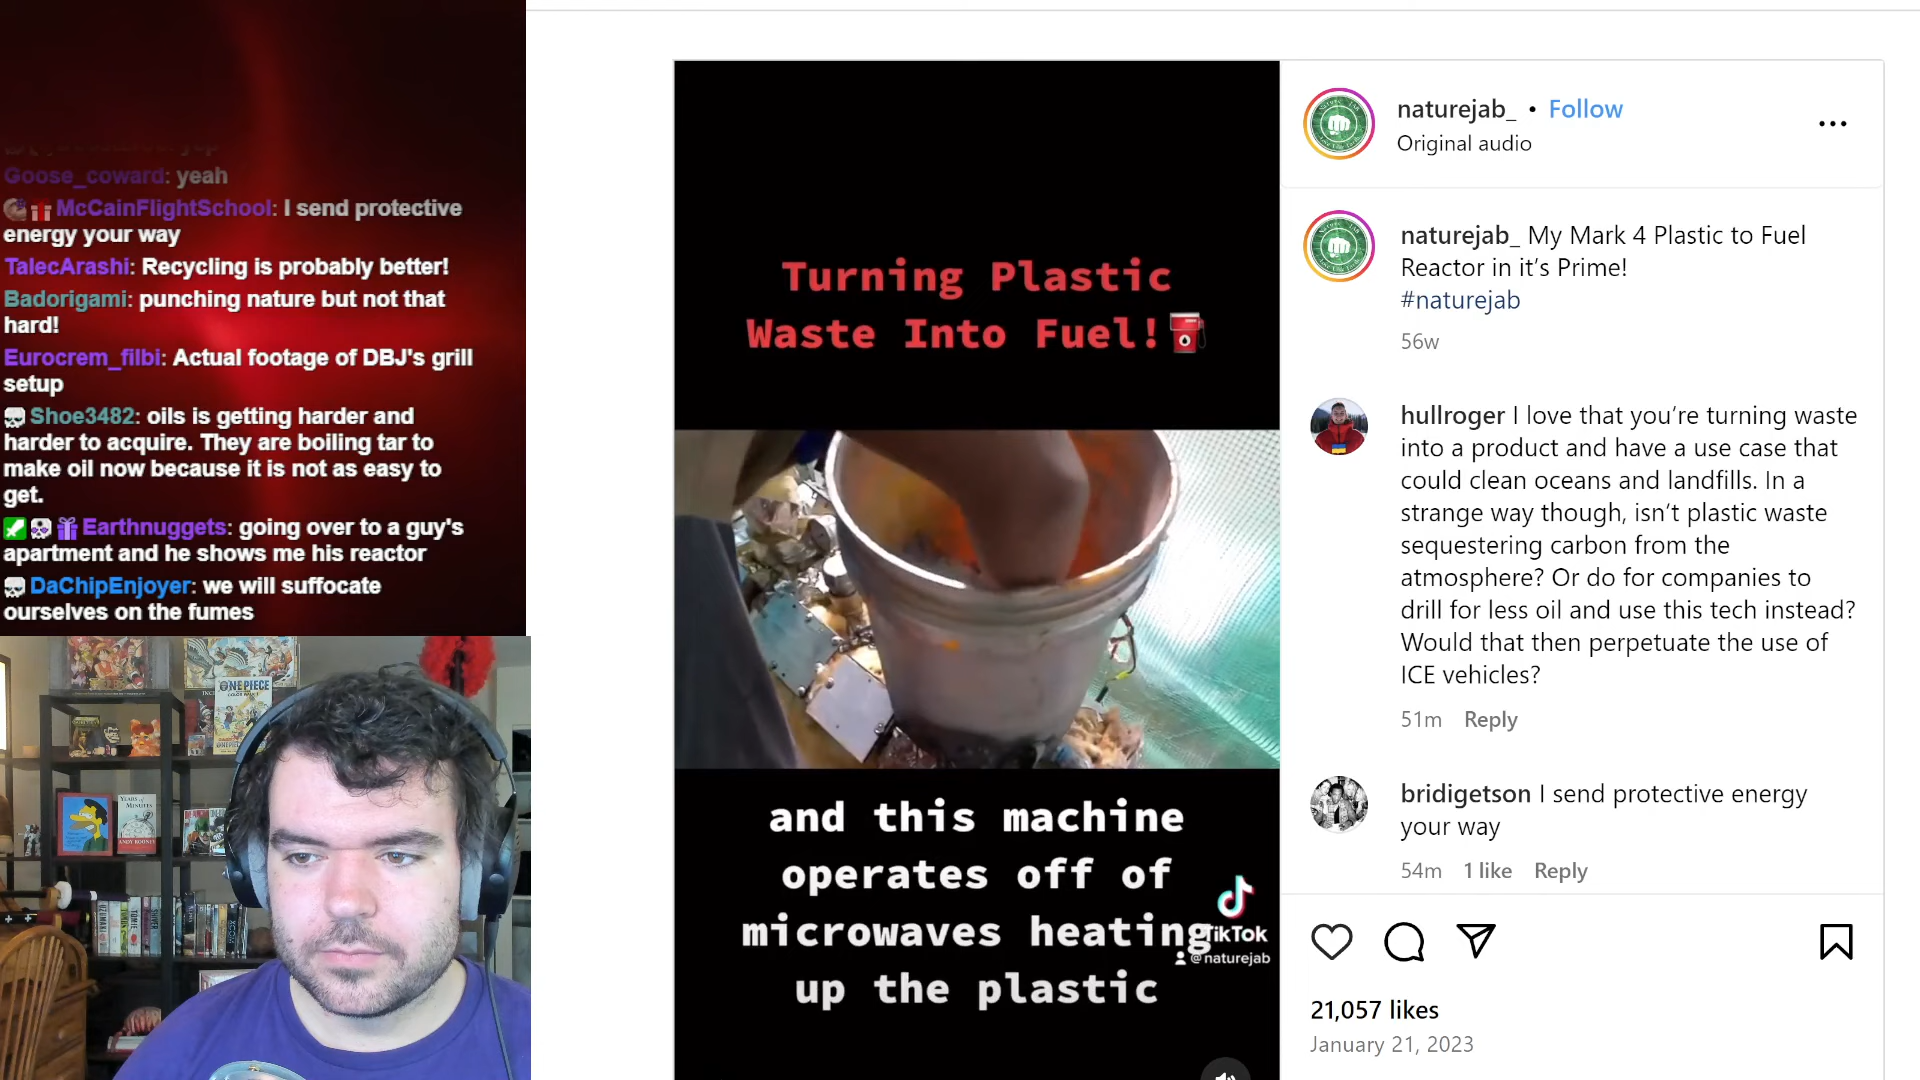 Goose_coward: yeah
McCainFlightSchool: I send protective
energy your way
TalecArashi: Recycling is probably better!
Badorigami: punching nature but not that
hard!
Eurocrem_filbi: Actual footage of DBJ's grill
setup
Shoe3482: oils is getting harder and
harder to acquire. They are boiling tar to
make oil now because it is not as easy to
get.
Earthnuggets: going over to a guy's
apartment and he shows me his reactor
DaChipEnjoyer: we will suffocate
ourselves on the fumes
ONE PIECE
YEARS of
MINUTES
ANDY ROONEY
Turning Plastic
Waste Into Fuel!
and this machine
operates off of
microwaves heating
up the plastic
TikTok
@naturejab
naturejab_ • Follow
Original audio
naturejab_ My Mark 4 Plastic to Fuel
Reactor in it's Prime!
#naturejab
56w
hullroger I love that you're turning waste
into a product and have a use case that
could clean oceans and landfills. In a
strange way though, isn't plastic waste
sequestering carbon from the
atmosphere? Or do for companies to
drill for less oil and use this tech instead?
Would that then perpetuate the use of
ICE vehicles?
51m Reply
bridigetson I send protective energy
your way
54m 1 like Reply
21,057 likes
January 21, 2023